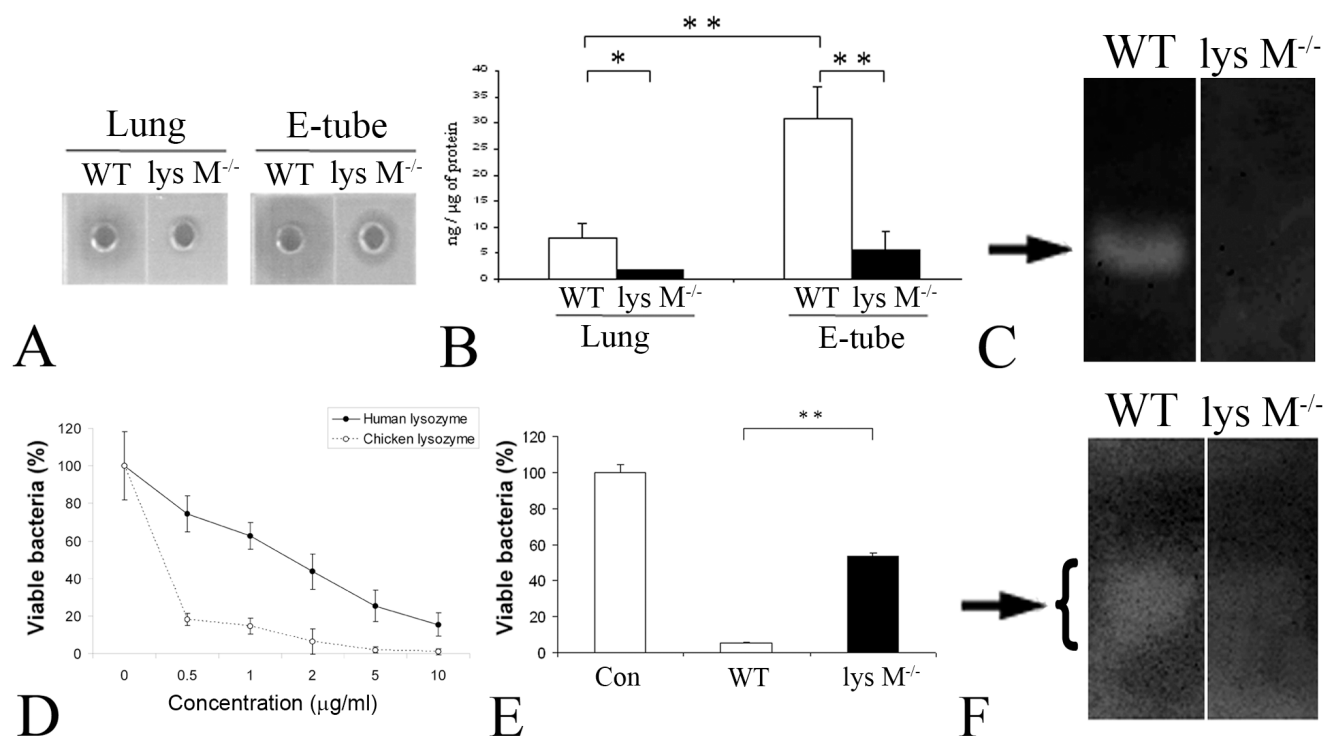 Lung E-tube
WT lys M-/- WT lys M-/-
A
* *
*
* *
ng / μg of protein
40
35
30
25
20
15
10
5
0
WT lys M-/- WT lys M-/-
Lung E-tube
B
WT lys M-/-
C
Human lysozyme
Chicken lysozyme
Viable bacteria (%)
120
100
80
60
40
20
0
0 0.5 1 2 5 10
Concentration (μg/ml)
D
* *
Viable bacteria (%)
120
100
80
60
40
20
0
Con WT lys M-/-
E
WT lys M-/-
{
F